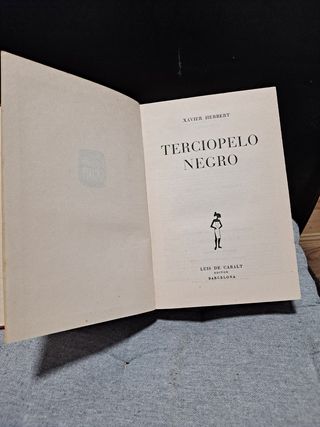 XAVIER HERBERT
TERCIOPELO
NEGRO
LUIS DE CARALT
EDITOR
BARCELONA